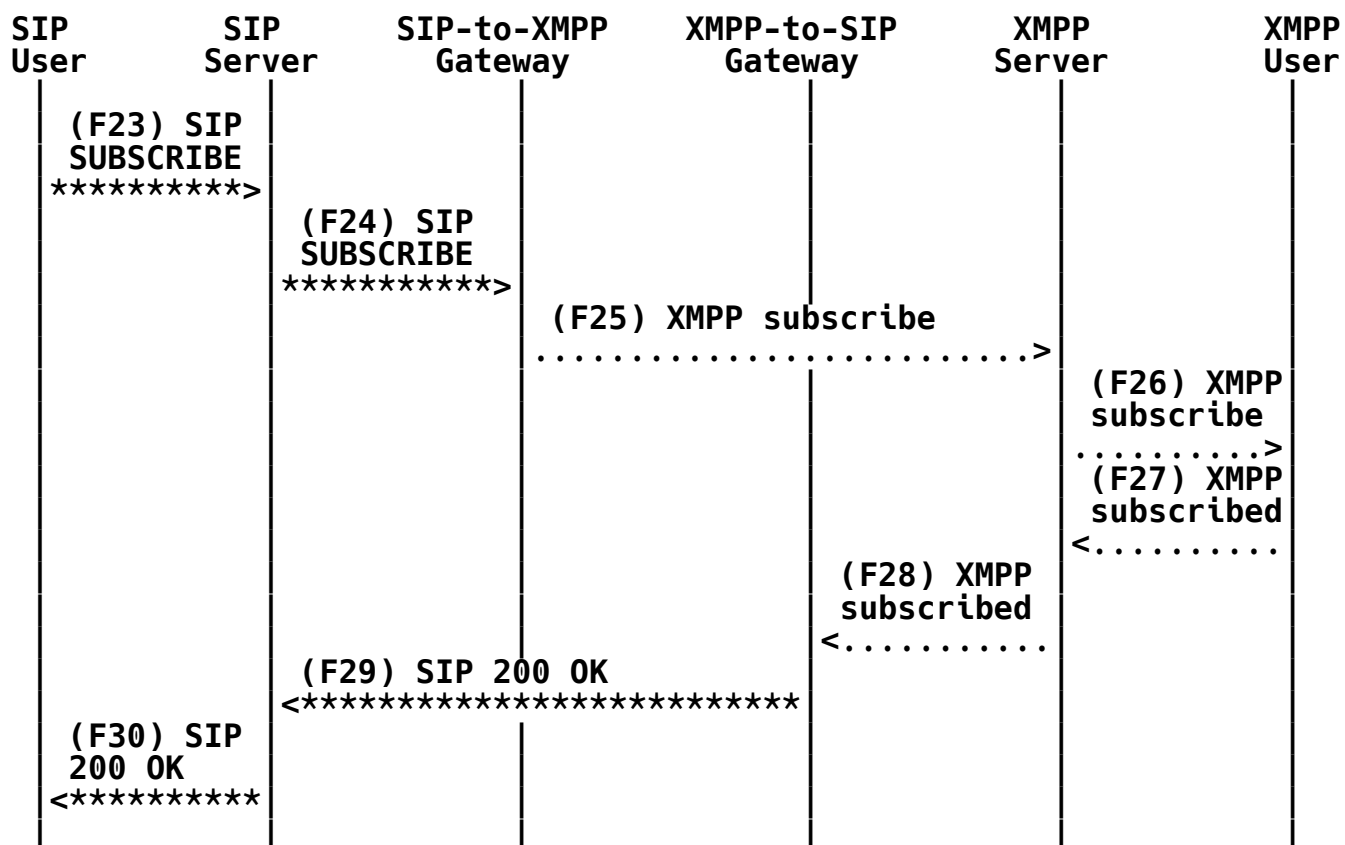 SIP SIP SIP-to-XMPP XMPP-to-SIP XMPP XMPP
User Server Gateway Gateway Server User
(F23) SIP
SUBSCRIBE
**********>
(F24) SIP
SUBSCRIBE
***********>
(F25) XMPP subscribe
..........................>
(F26) XMPP
subscribe
..........>
(F27) XMPP
subscribed
<..........
(F28) XMPP
subscribed
<...........
(F29) SIP 200 OK
<**************************
(F30) SIP
200 OK
<**********